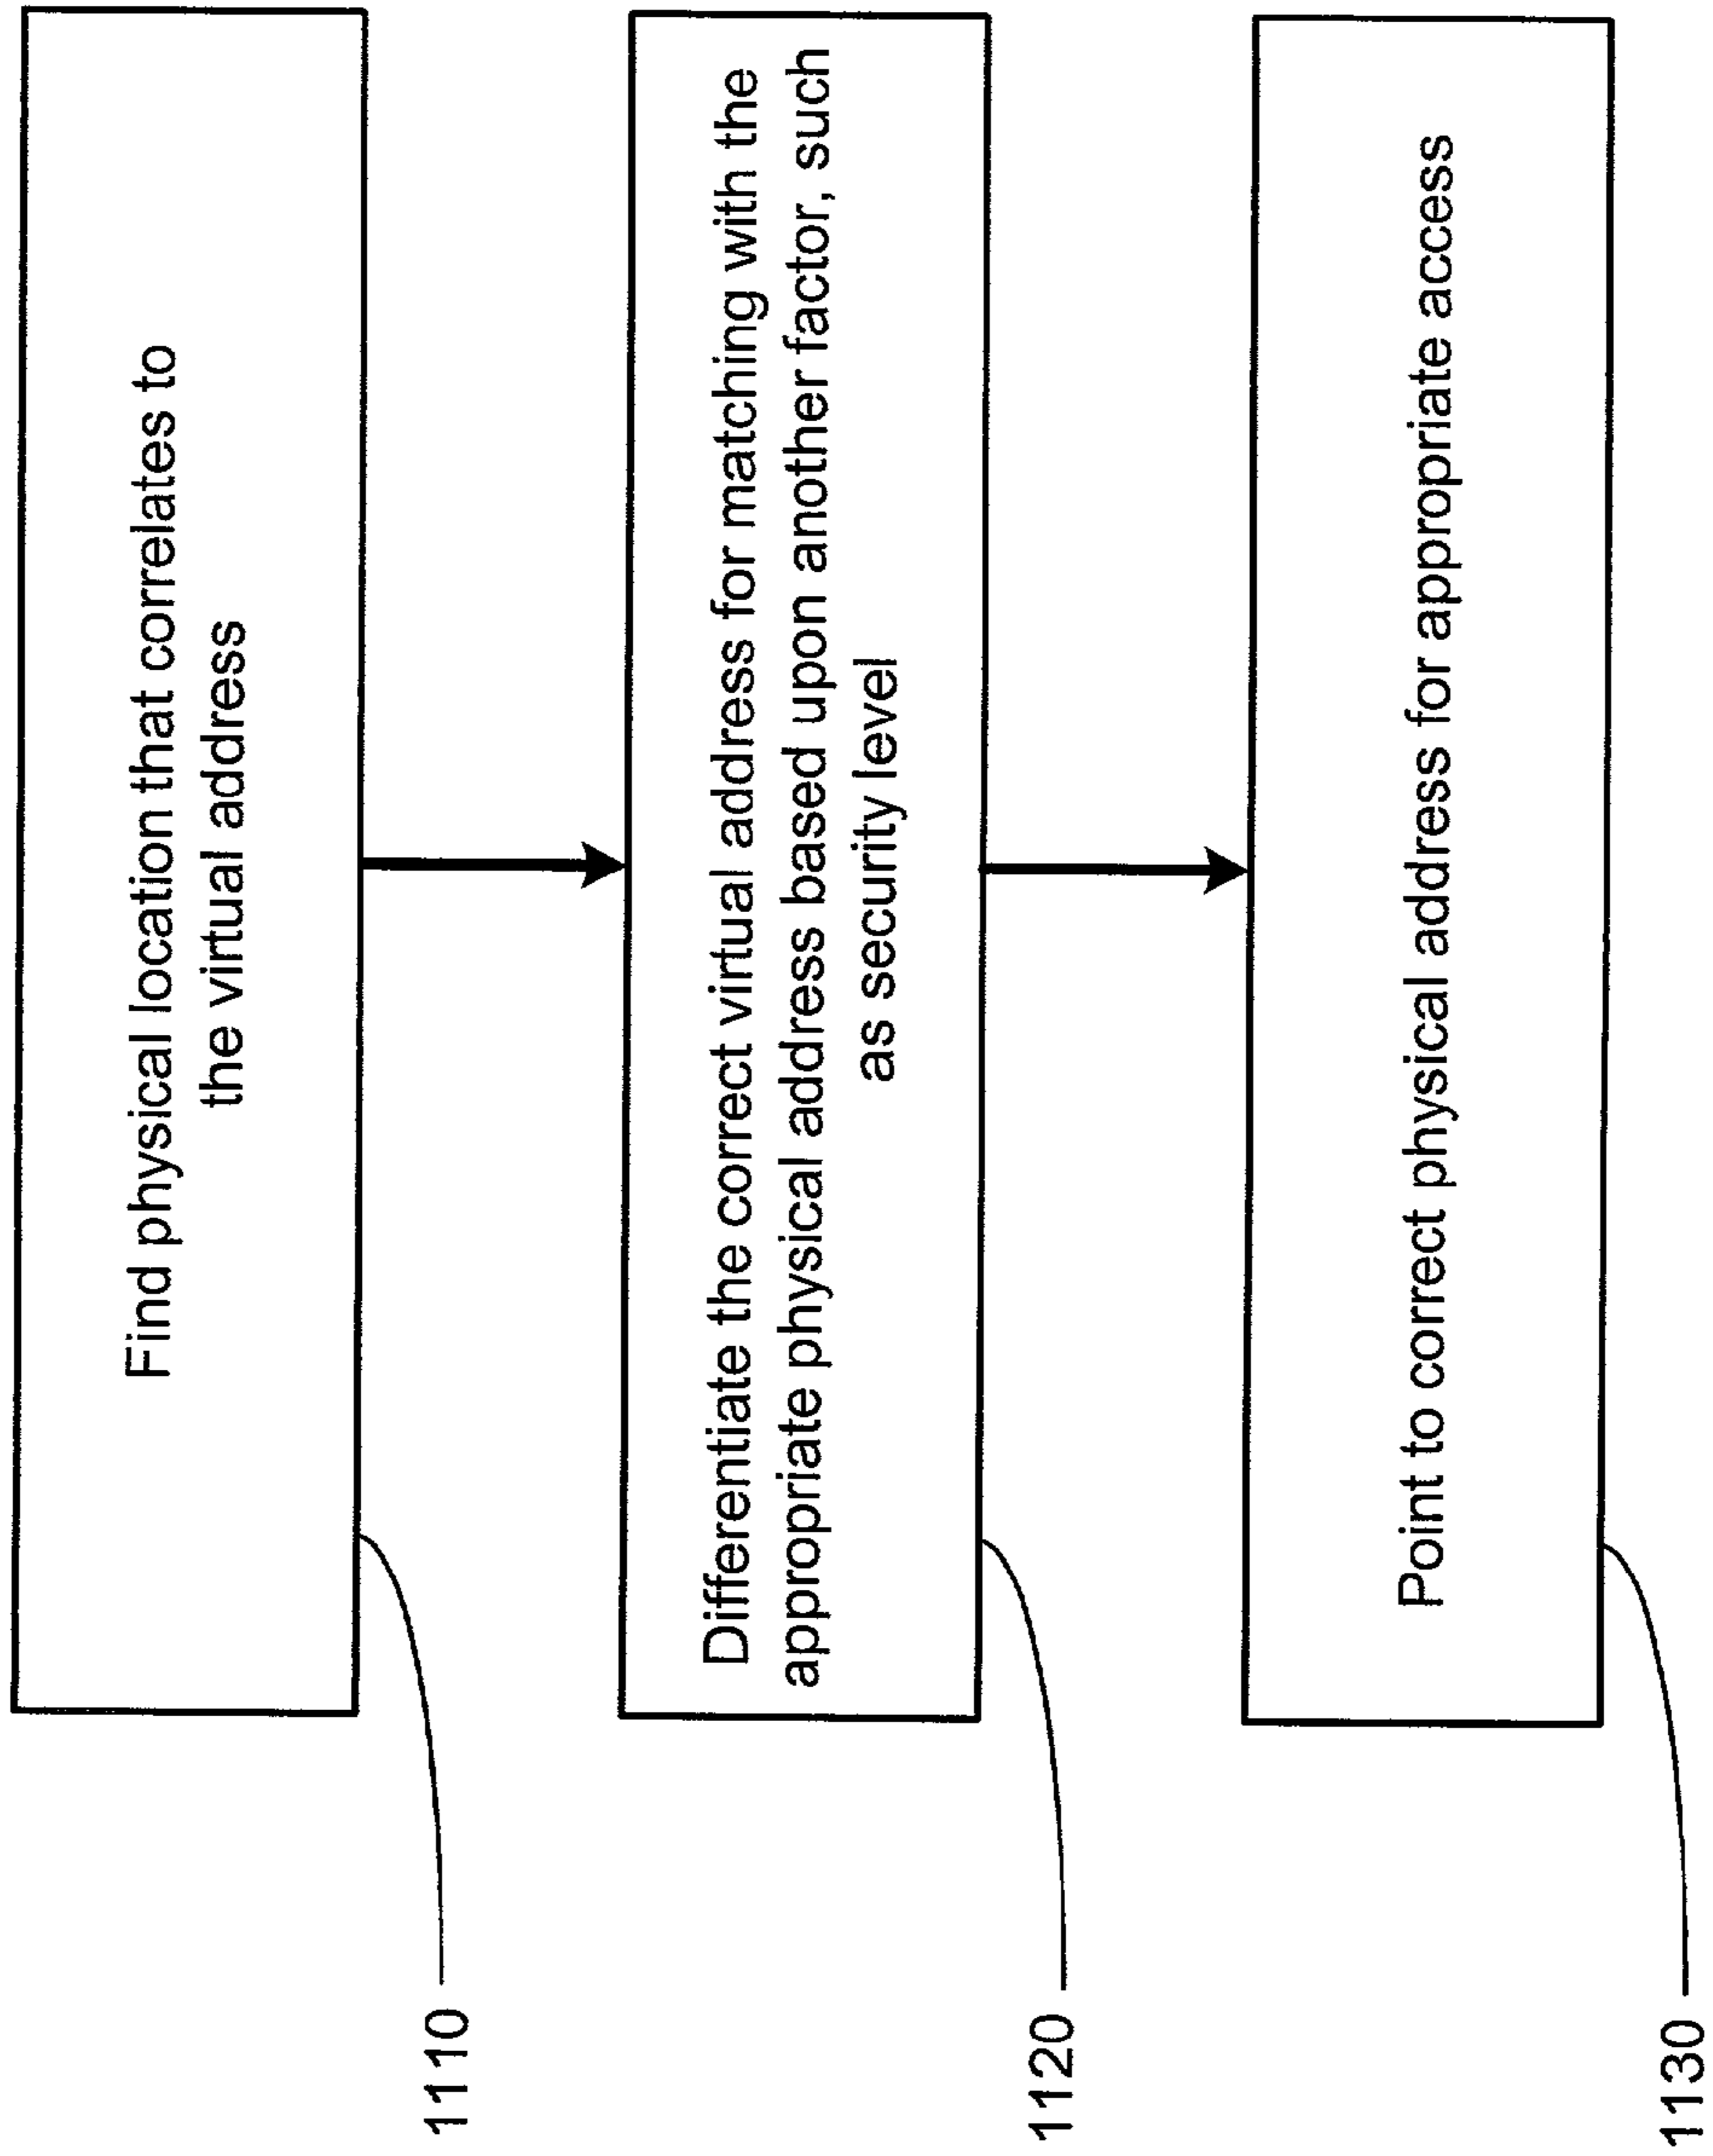 Find physical location that correlates to
the virtual address
1110
Differentiate the correct virtual address for matching with the
appropriate physical address based upon another factor, such
as security level
1120
Point to correct physical address for appropriate access
1130